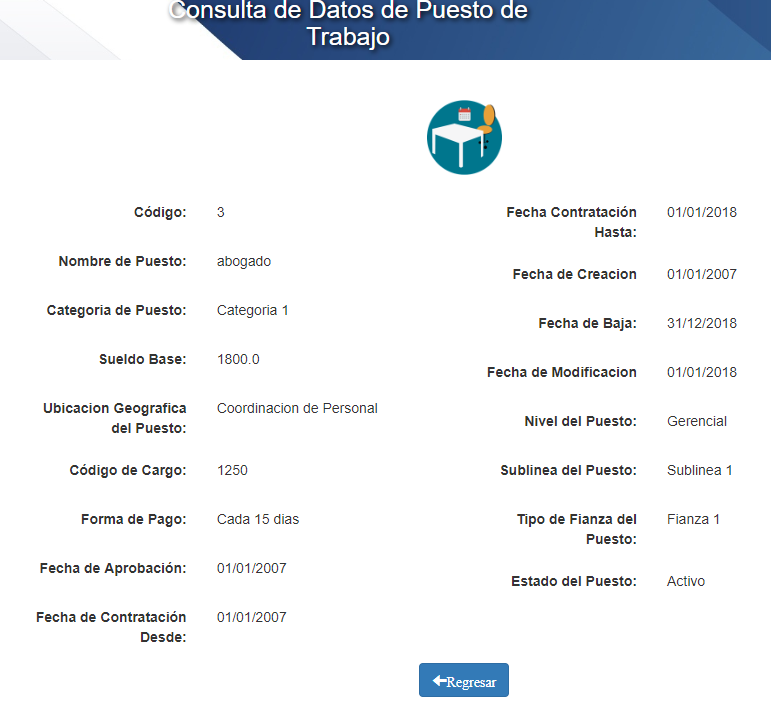 Consulta de Datos de Puesto de
Trabajo
Código: 3
Nombre de Puesto: abogado
Categoria de Puesto: Categoria 1
Sueldo Base: 1800.0
Ubicacion Geografica
del Puesto: Coordinacion de Personal
Código de Cargo: 1250
Forma de Pago: Cada 15 dias
Fecha de Aprobación: 01/01/2007
Fecha de Contratación
Desde: 01/01/2007
Fecha Contratación
Hasta: 01/01/2018
Fecha de Creacion 01/01/2007
Fecha de Baja: 31/12/2018
Fecha de Modificacion 01/01/2018
Nivel del Puesto: Gerencial
Sublinea del Puesto: Sublinea 1
Tipo de Fianza del
Puesto: Fianza 1
Estado del Puesto: Activo
Regresar